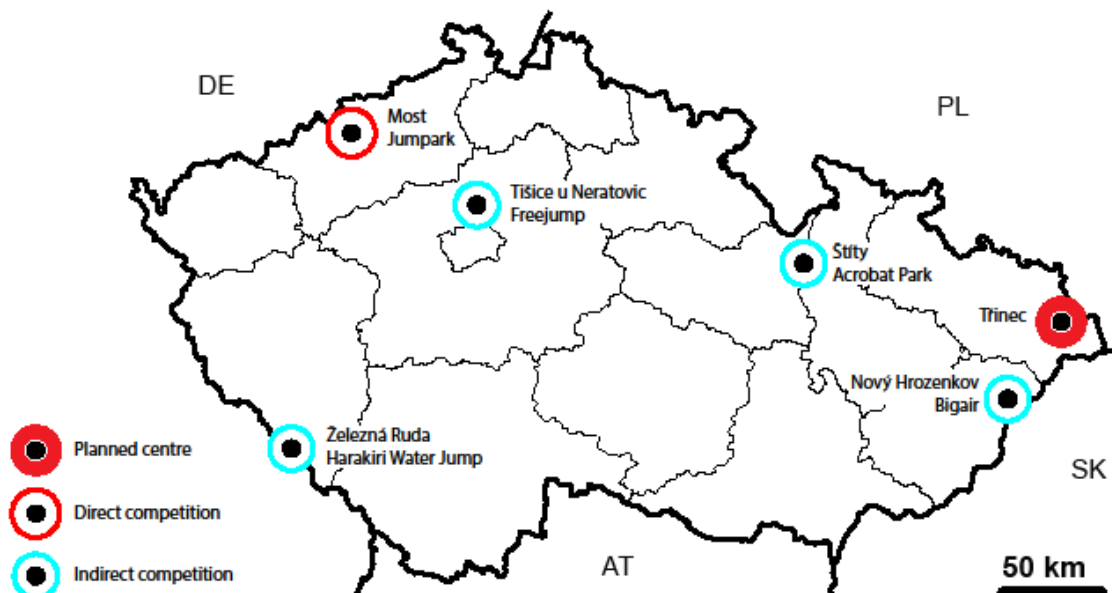 DE
PL
Most
Jumpark
Tišice u Neratovic
Freejump
Štíty
Acrobat Park
Třinec
Nový Hrozenkov
Bigair
Železná Ruda
Harakiri Water Jump
Planned centre
Direct competition
Indirect competition
SK
AT
50 km